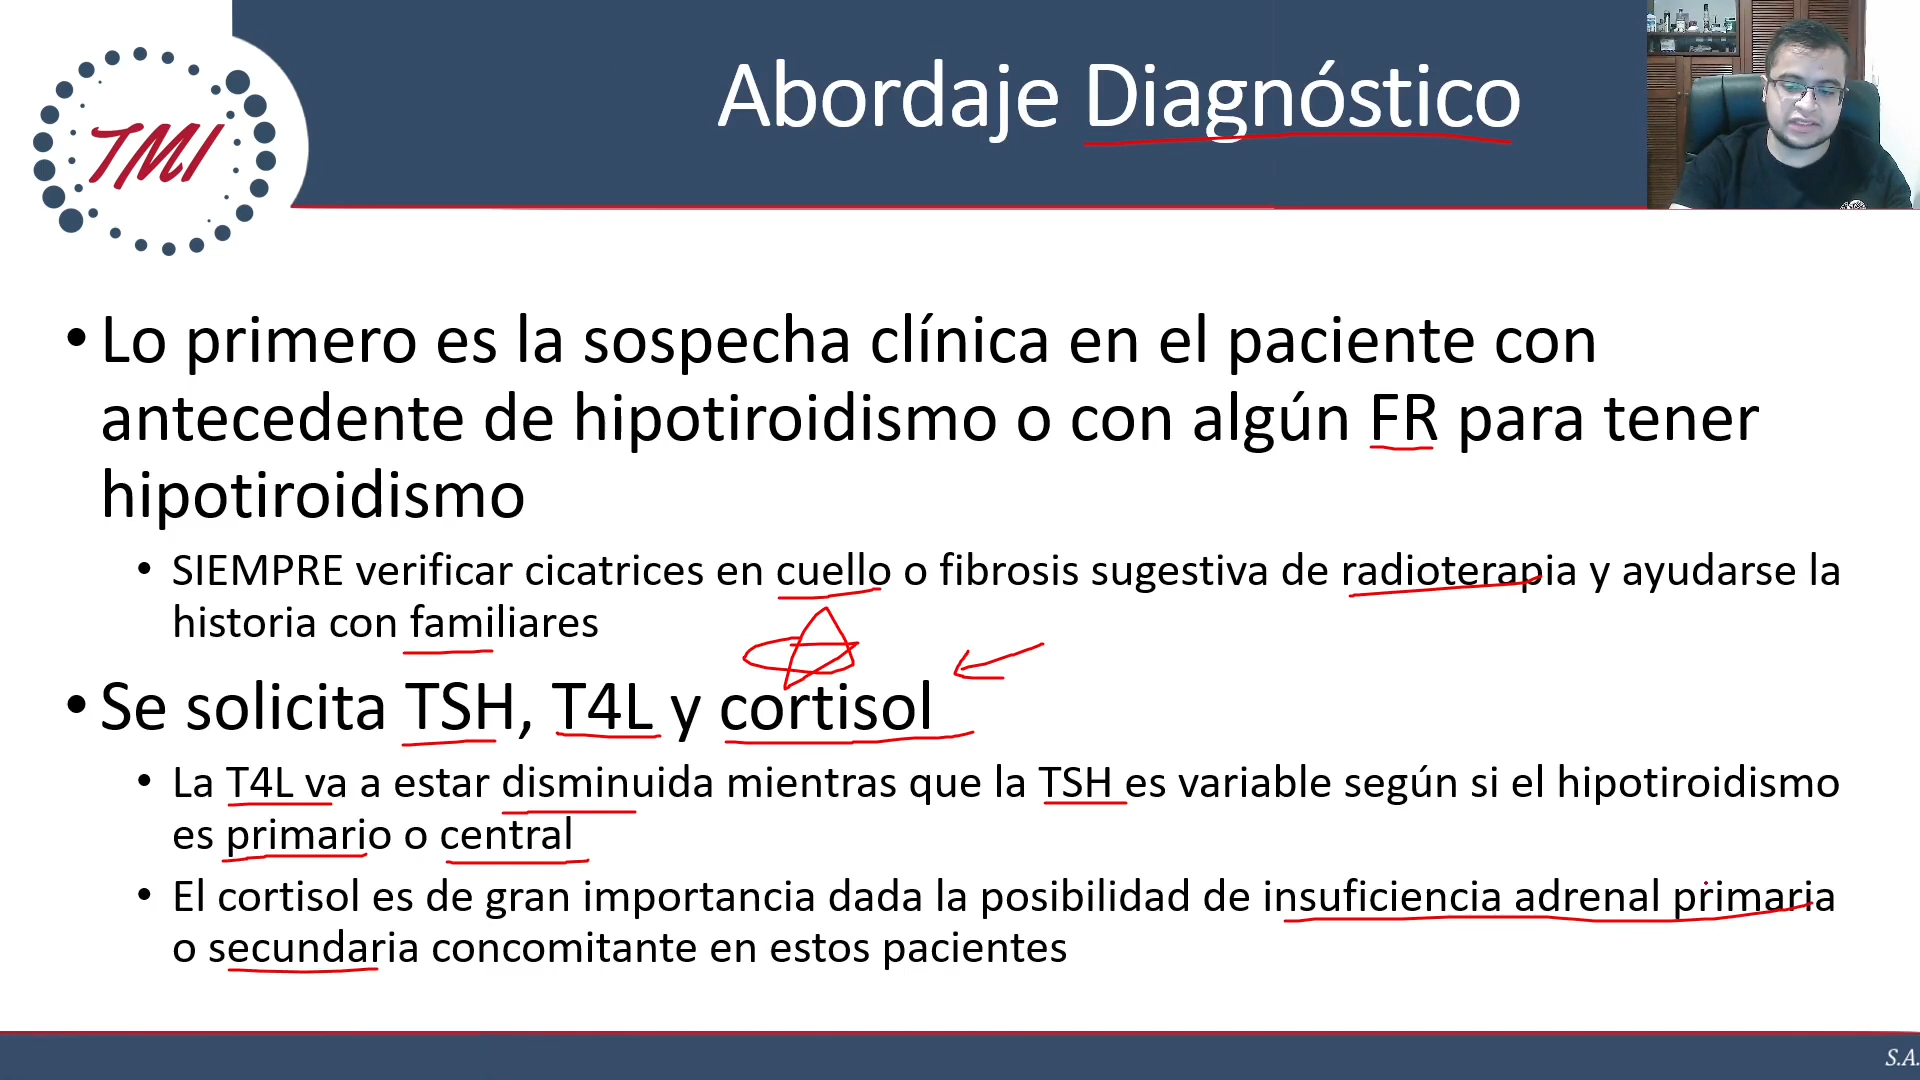 Abordaje Diagnóstico
TMI
• Lo primero es la sospecha clínica en el paciente con
antecedente de hipotiroidismo o con algún FR para tener
hipotiroidismo
• SIEMPRE verificar cicatrices en cuello o fibrosis sugestiva de radioterapia y ayudarse la
historia con familiares
• Se solicita TSH, T4L y cortisol
• La T4L va a estar disminuida mientras que la TSH es variable según si el hipotiroidismo
es primario o central
• El cortisol es de gran importancia dada la posibilidad de insuficiencia adrenal primaria
o secundaria concomitante en estos pacientes
S.A.